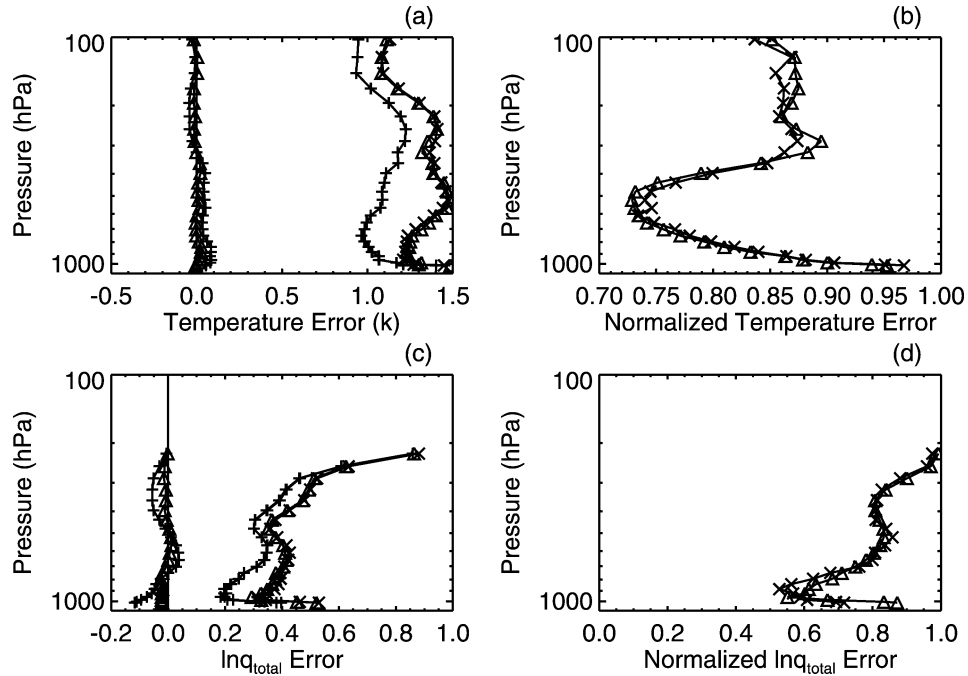 (a)
100
1000
Pressure (hPa)
-0.5 0.0 0.5 1.0 1.5
Temperature Error (k)
(b)
100
1000
Pressure (hPa)
0.70 0.75 0.80 0.85 0.90 0.95 1.00
Normalized Temperature Error
(c)
100
1000
Pressure (hPa)
-0.2 0.0 0.2 0.4 0.6 0.8 1.0
lnqtotal Error
(d)
100
1000
Pressure (hPa)
0.0 0.2 0.4 0.6 0.8 1.0
Normalized lnqtotal Error